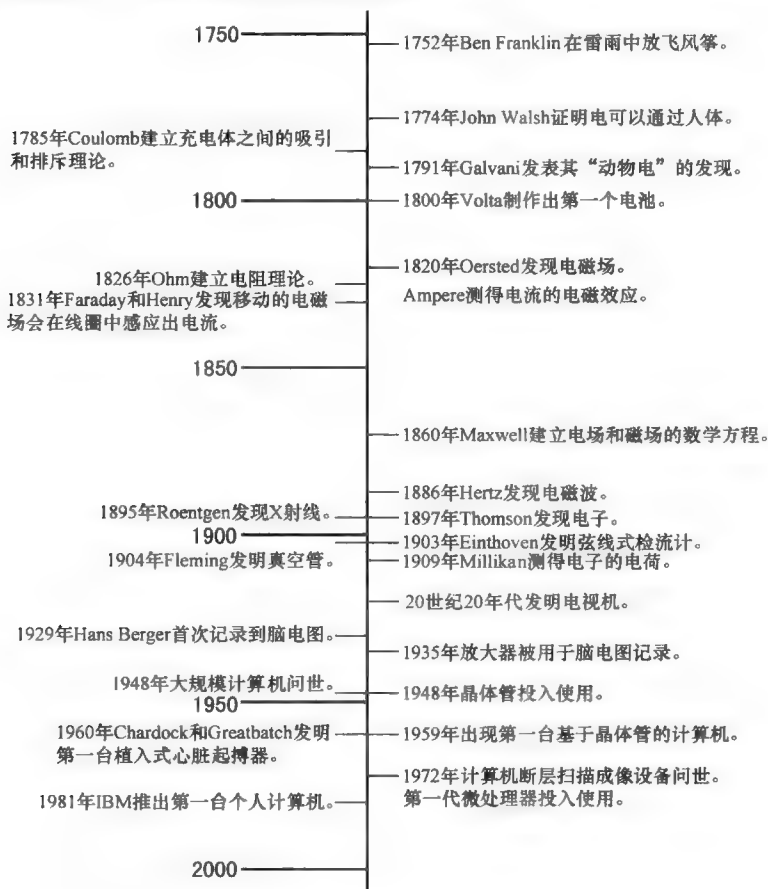 1750
1752年Ben Franklin在雷雨中放飞风筝。
1774年John Walsh证明电可以通过人体。
1785年Coulomb建立充电体之间的吸引
和排斥理论。
1791年Galvani发表其“动物电”的发现。
1800
1800年Volta制作出第一个电池。
1820年Oersted发现电磁场。
Ampere测得电流的电磁效应。
1826年Ohm建立电阻理论。
1831年Faraday和Henry发现移动的电磁
场会在线圈中感应出电流。
1850
1860年Maxwell建立电场和磁场的数学方程。
1886年Hertz发现电磁波。
1895年Roentgen发现X射线。
1897年Thomson发现电子。
1900
1903年Einthoven发明弦线式检流计。
1904年Fleming发明真空管。
1909年Millikan测得电子的电荷。
20世纪20年代发明电视机。
1929年Hans Berger首次记录到脑电图。
1935年放大器被用于脑电图记录。
1948年大规模计算机问世。
1948年晶体管投入使用。
1950
1960年Chardock和Greatbatch发明
第一台植入式心脏起搏器。
1959年出现第一台基于晶体管的计算机。
1972年计算机断层扫描成像设备问世。
第一代微处理器投入使用。
1981年IBM推出第一台个人计算机。
2000